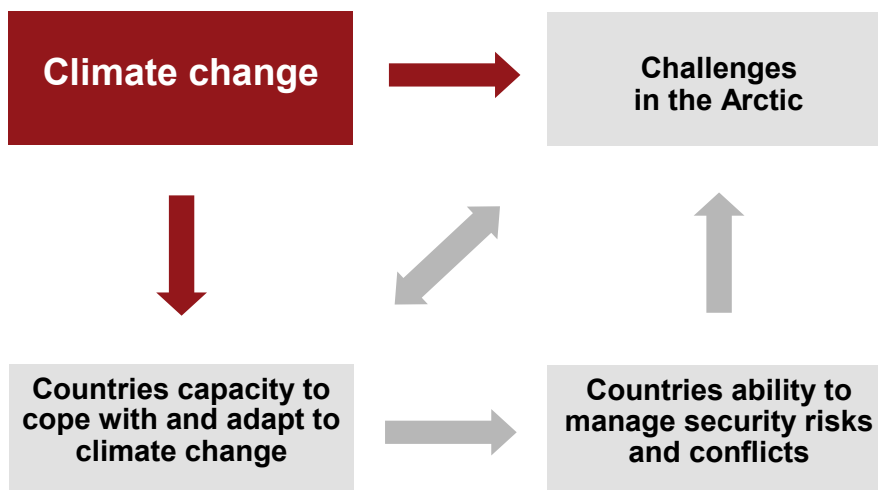 Climate change
Challenges
in the Arctic
Countries capacity to
cope with and adapt to
climate change
Countries ability to
manage security risks
and conflicts